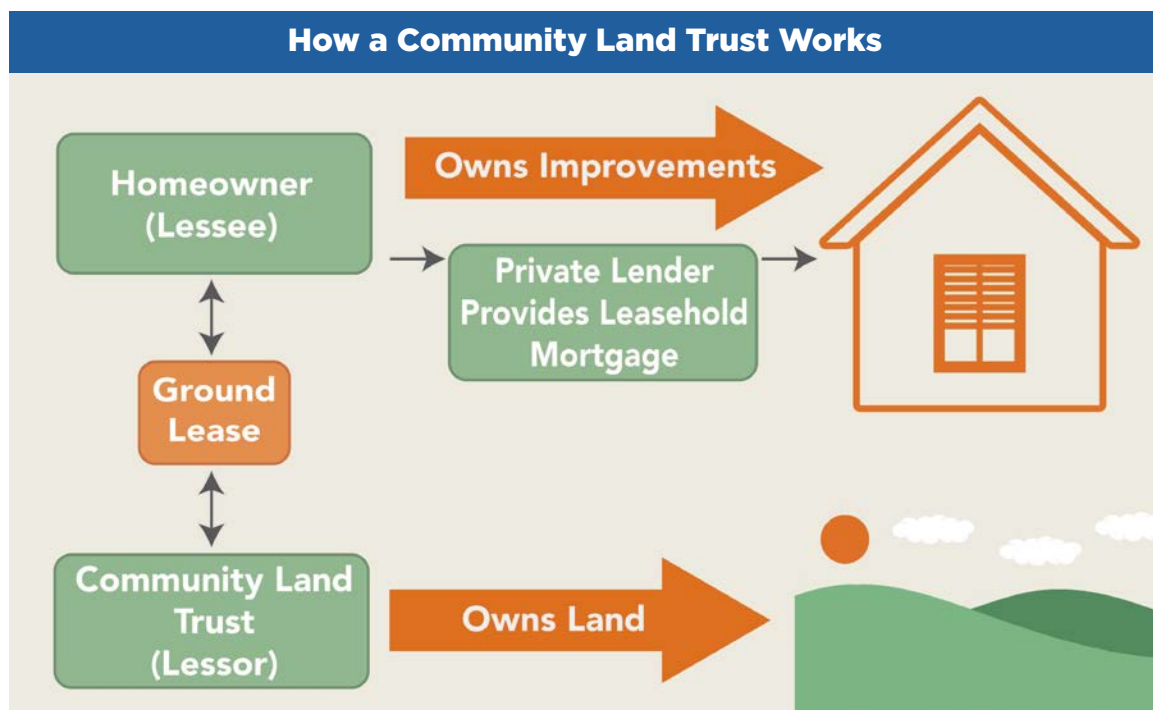 How a Community Land Trust Works
Homeowner
(Lessee)
Owns Improvements
Private Lender
Provides Leasehold
Mortgage
Ground
Lease
Community Land
Trust
(Lessor)
Owns Land